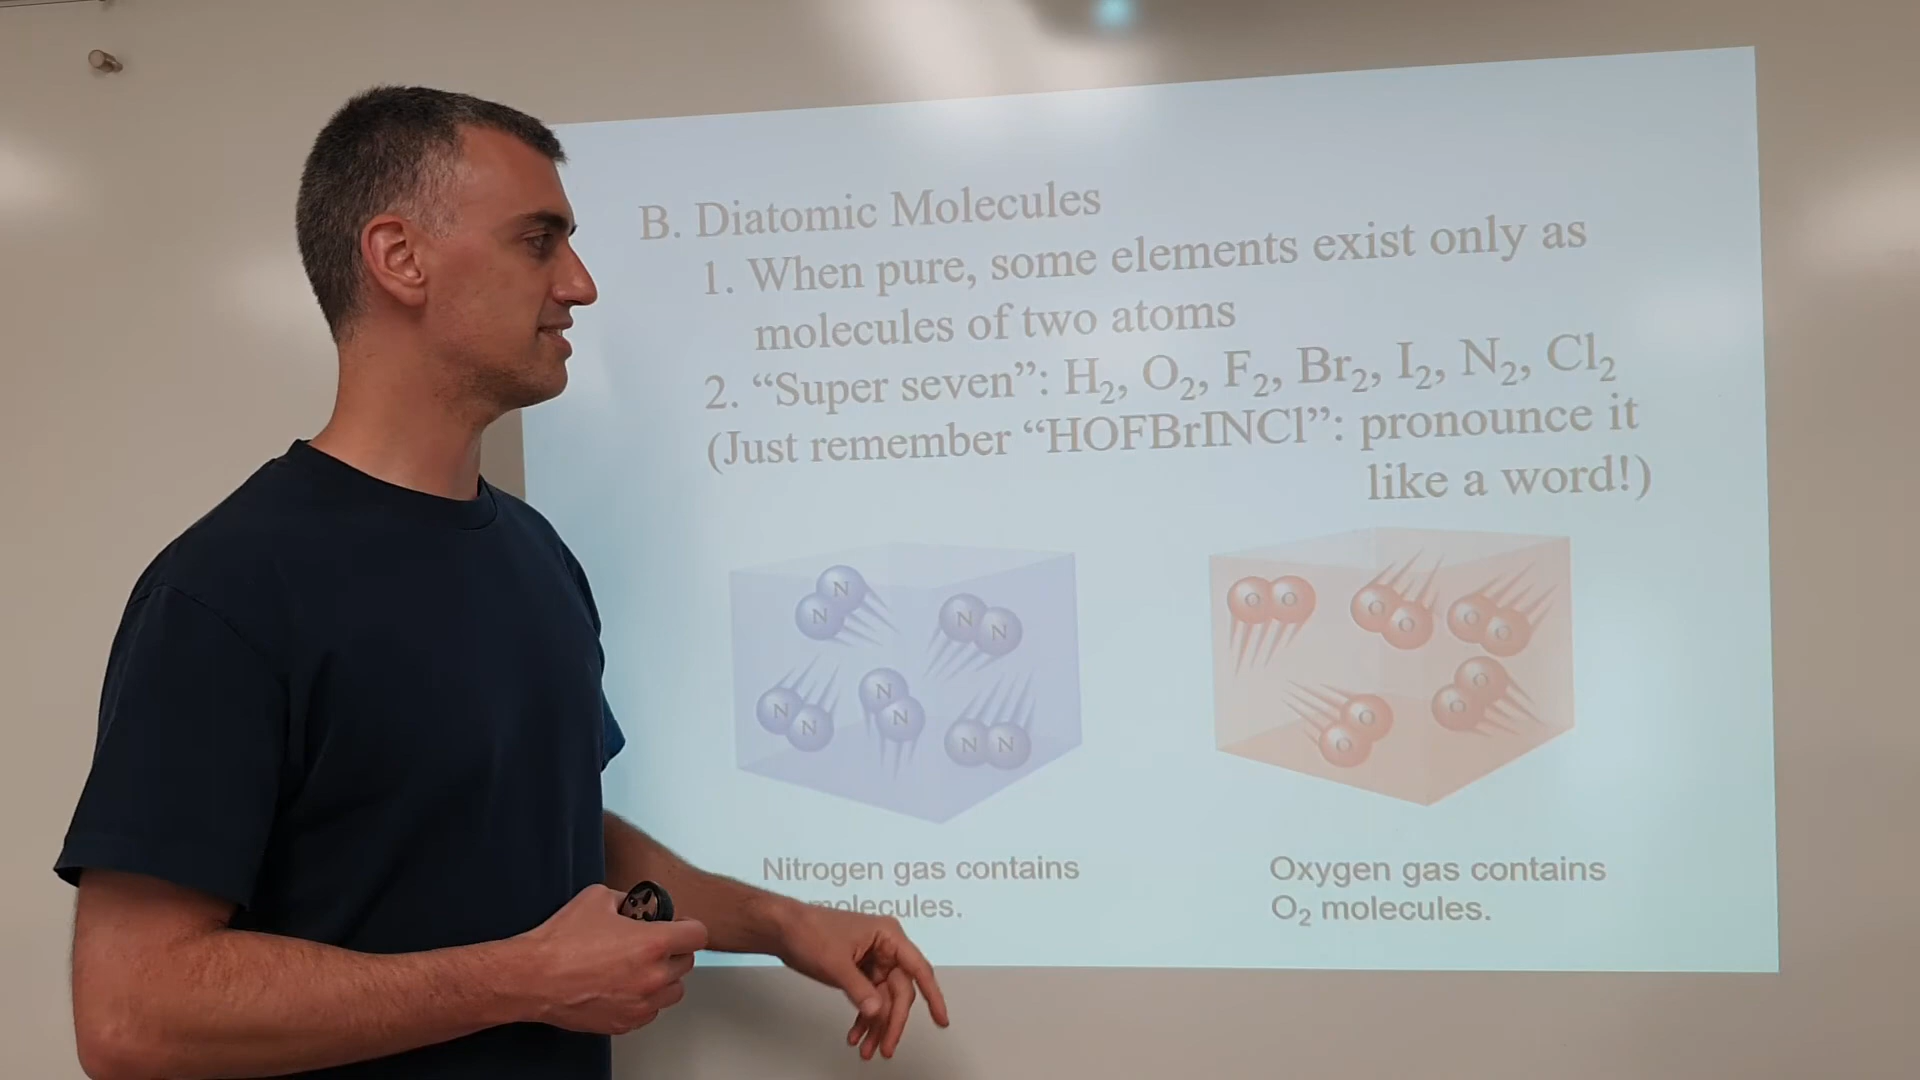 B. Diatomic Molecules
1. When pure, some elements exist only as
molecules of two atoms
2. “Super seven”: H₂, O₂, F₂, Br₂, I₂, N₂, Cl₂
(Just remember “HOFBrINCl”: pronounce it
like a word!)
N
N
N
N
N
N
N
N
N
N
O
O
O
O
O
O
O
O
O
O
Nitrogen gas contains
molecules.
Oxygen gas contains
O₂ molecules.